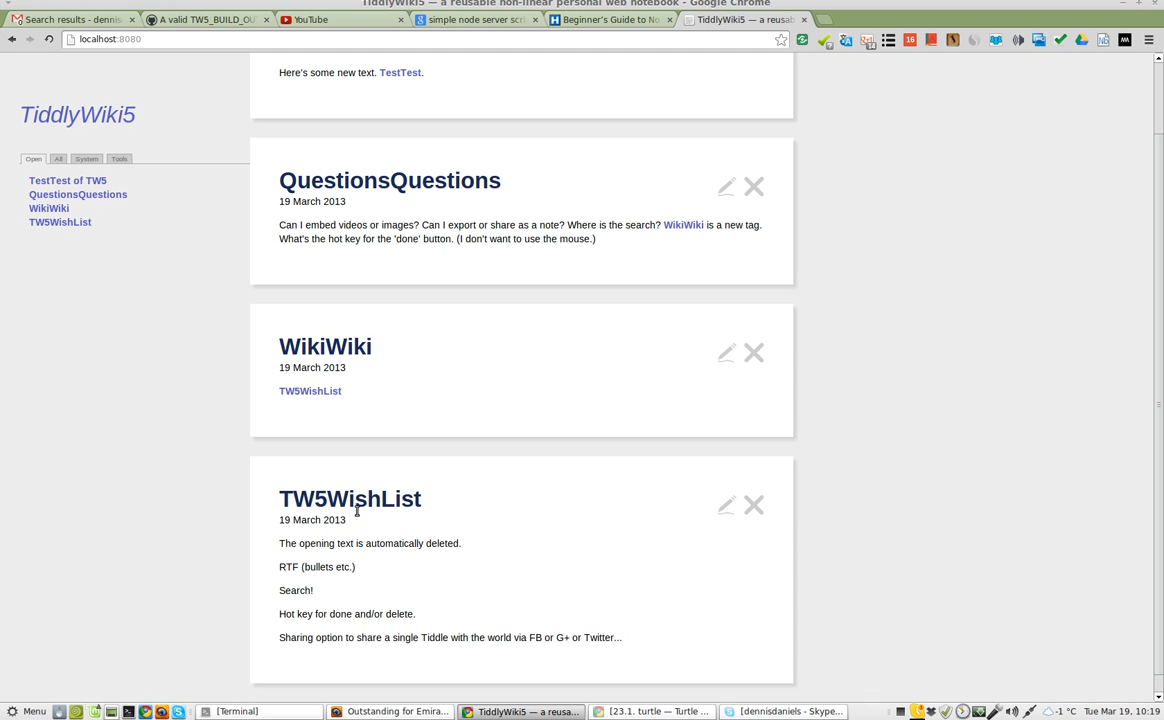 TiddlyWiki5 — a reusable non-linear personal web notebook - Google Chrome
Search results - dennis
A valid TW5_BUILD_OU
YouTube
simple node server scri
Beginner's Guide to No
TiddlyWiki5 — a reusab
localhost:8080
16
14
Here's some new text. TestTest.
TiddlyWiki5
Open All System Tools
TestTest of TW5
QuestionsQuestions
WikiWiki
TW5WishList
QuestionsQuestions
19 March 2013
Can I embed videos or images? Can I export or share as a note? Where is the search? WikiWiki is a new tag.
What's the hot key for the 'done' button. (I don't want to use the mouse.)
WikiWiki
19 March 2013
TW5WishList
TW5WishList
19 March 2013
The opening text is automatically deleted.
RTF (bullets etc.)
Search!
Hot key for done and/or delete.
Sharing option to share a single Tiddle with the world via FB or G+ or Twitter...
Menu
[Terminal]
Outstanding for Emira...
TiddlyWiki5 — a reusa...
[23.1. turtle — Turtle ...
[dennisdaniels - Skype...
-1 °C
Tue Mar 19, 10:19